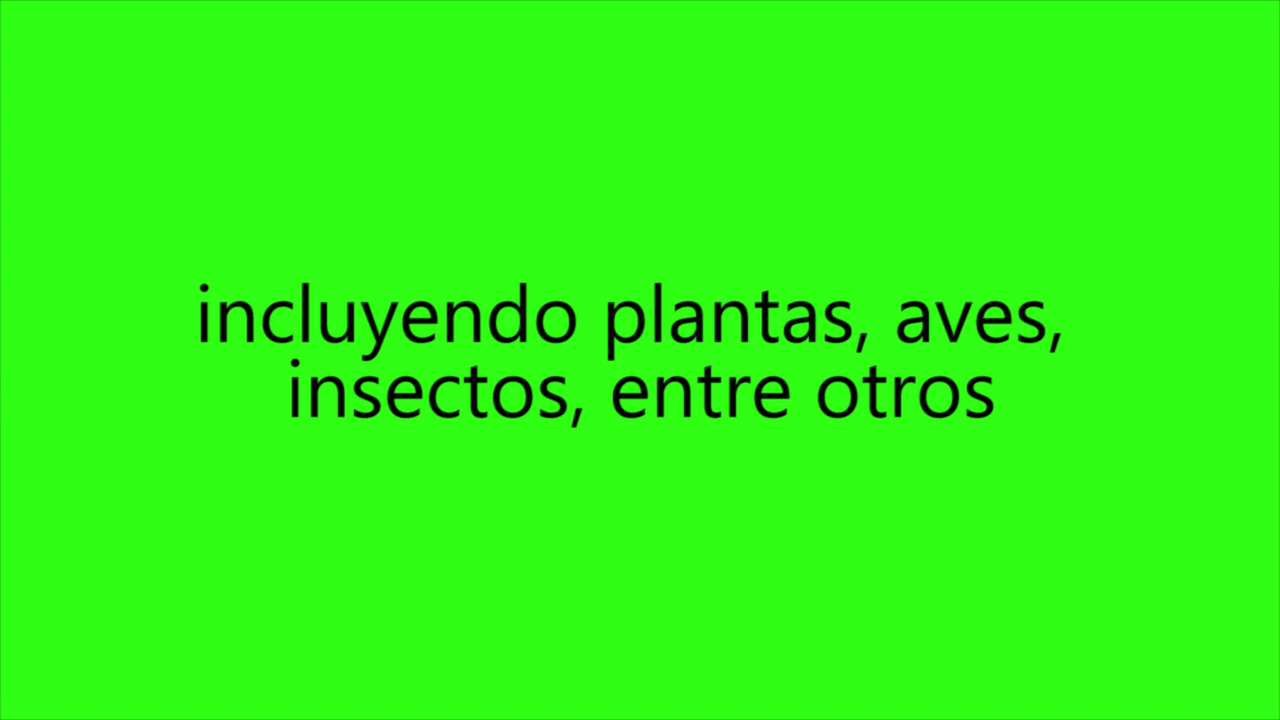 incluyendo plantas, aves,
insectos, entre otros